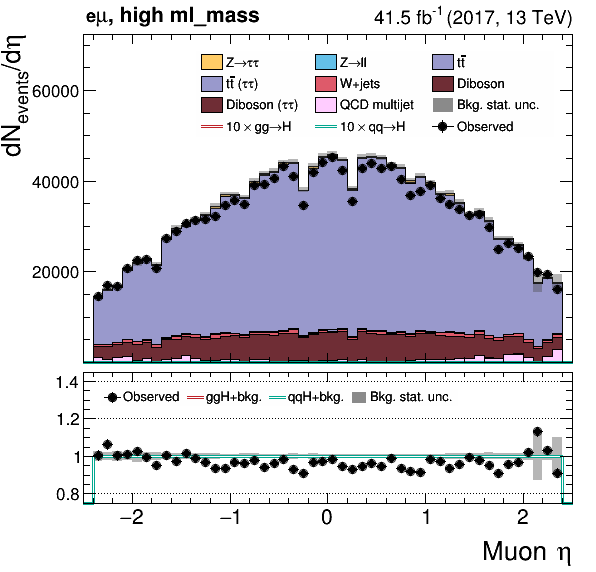 eμ, high ml_mass 41.5 fb⁻¹ (2017, 13 TeV)
dN_events/dη
Z→ττ Z→ll tt̄
tt̄ (ττ) W+jets Diboson
Diboson (ττ) QCD multijet Bkg. stat. unc.
10 × gg→H 10 × qq→H Observed
60000
40000
20000
1.4
Observed ggH+bkg. qqH+bkg. Bkg. stat. unc.
1.2
1
0.8
−2 −1 0 1 2
Muon η